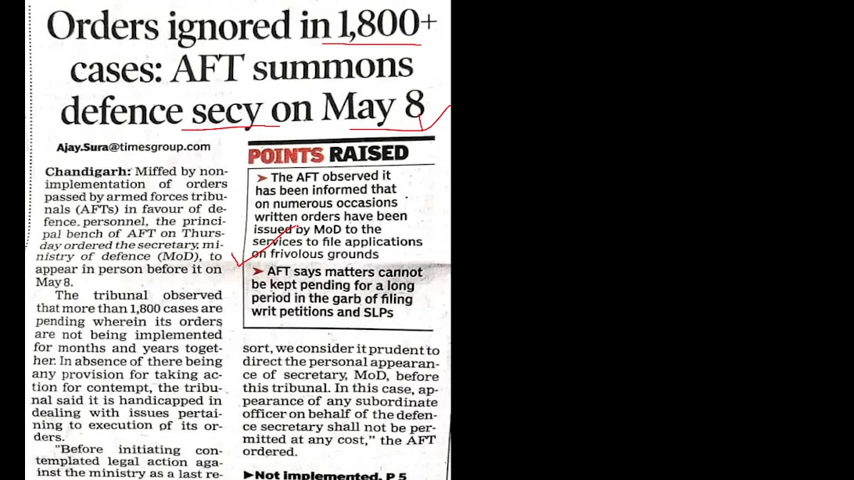 Orders ignored in 1,800+
cases: AFT summons
defence secy on May 8
Ajay.Sura@timesgroup.com
Chandigarh: Miffed by non-
implementation of orders
passed by armed forces tribu-
nals (AFTs) in favour of de-
fence personnel, the princi-
pal bench of AFT on Thurs-
day ordered the secretary, mi-
nistry of defence (MoD), to
appear in person before it on
May 8.
The tribunal observed
that more than 1,800 cases are
pending wherein its orders
are not being implemented
for months and years toget-
her. In absence of there being
any provision for taking ac-
tion for contempt, the tribu-
nal said it is handicapped in
dealing with issues pertai-
ning to execution of its or-
ders.
"Before initiating con-
templated legal action aga-
inst the ministry as a last re-
POINTS RAISED
➤ The AFT observed it
has been informed that
on numerous occasions
written orders have been
issued by MoD to the
services to file applications
on frivolous grounds
➤ AFT says matters cannot
be kept pending for a long
period in the garb of filing
writ petitions and SLPs
sort, we consider it prudent to
direct the personal appearan-
ce of secretary, MoD, before
this tribunal. In this case, ap-
pearance of any subordinate
officer on behalf of the defen-
ce secretary shall not be per-
mitted at any cost," the AFT
ordered.
►Not implemented, P 5